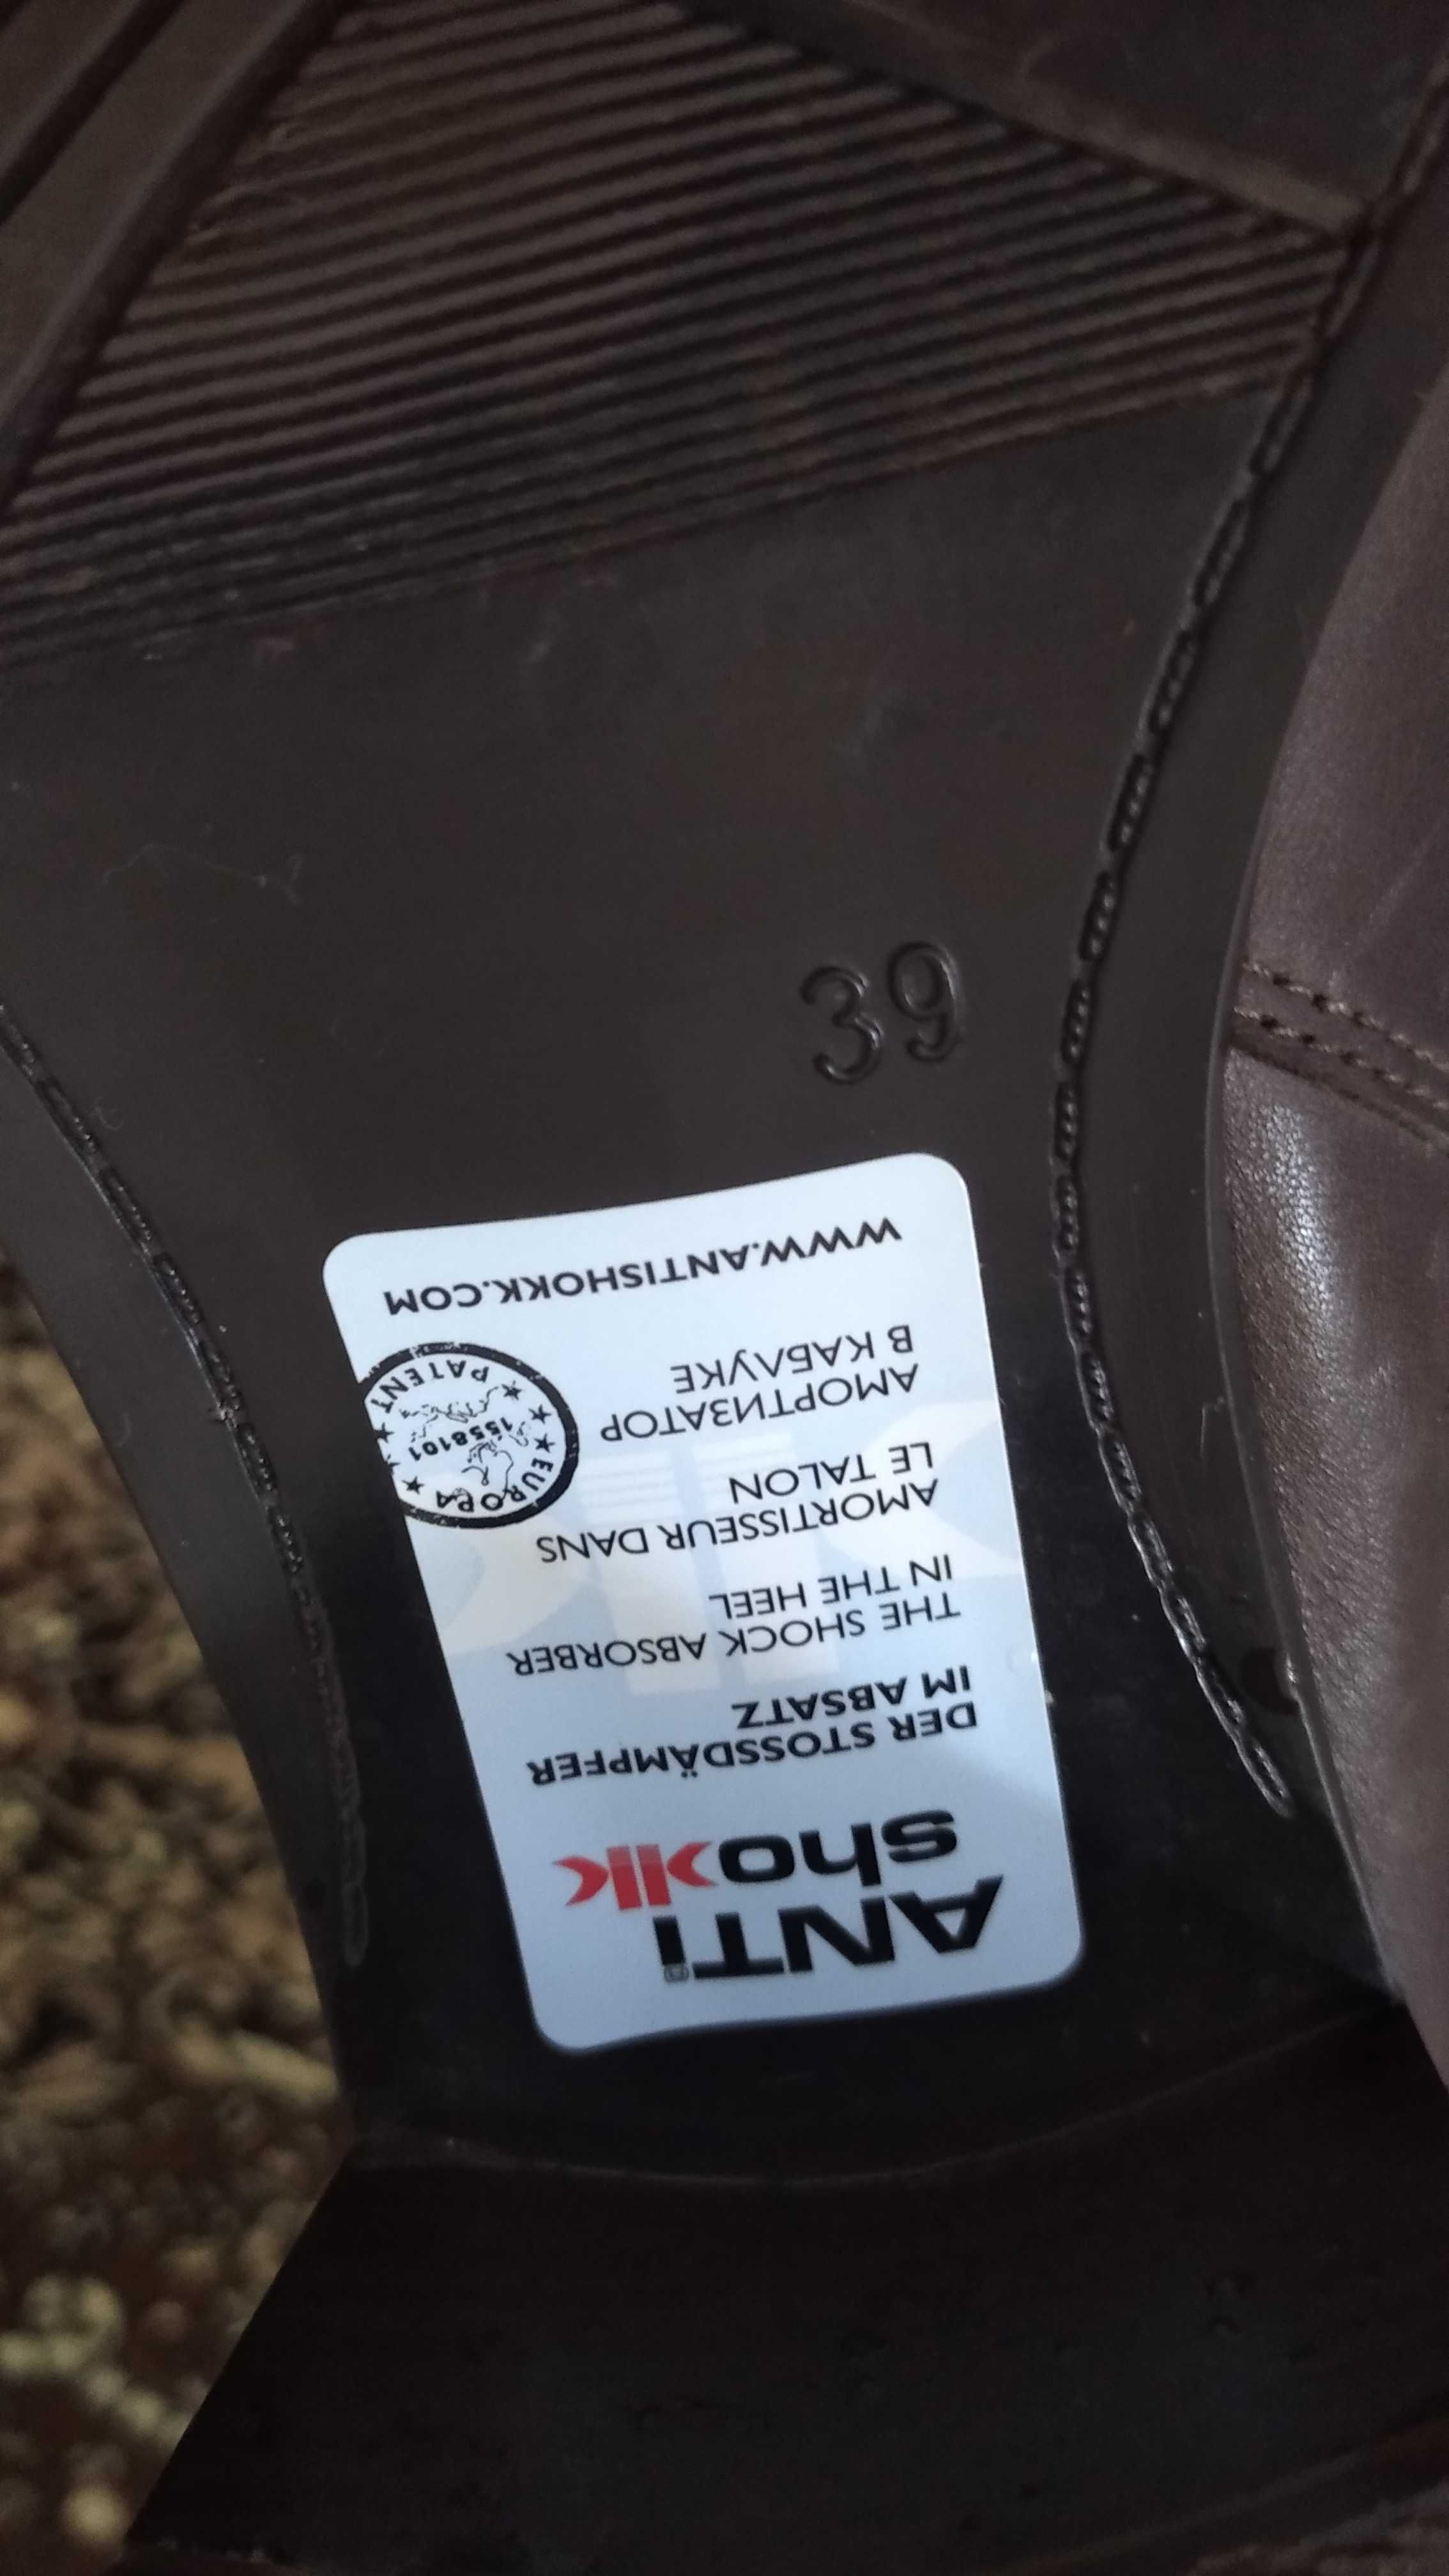 39
ANTi
shokk
DER STOSSDÄMPFER
IM ABSATZ
THE SHOCK ABSORBER
IN THE HEEL
AMORTISSEUR DANS
LE TALON
АМОРТИЗАТОР
В КАБЛУКЕ
EUROPA
1558101
PATENT
WWW.ANTISHOKK.COM